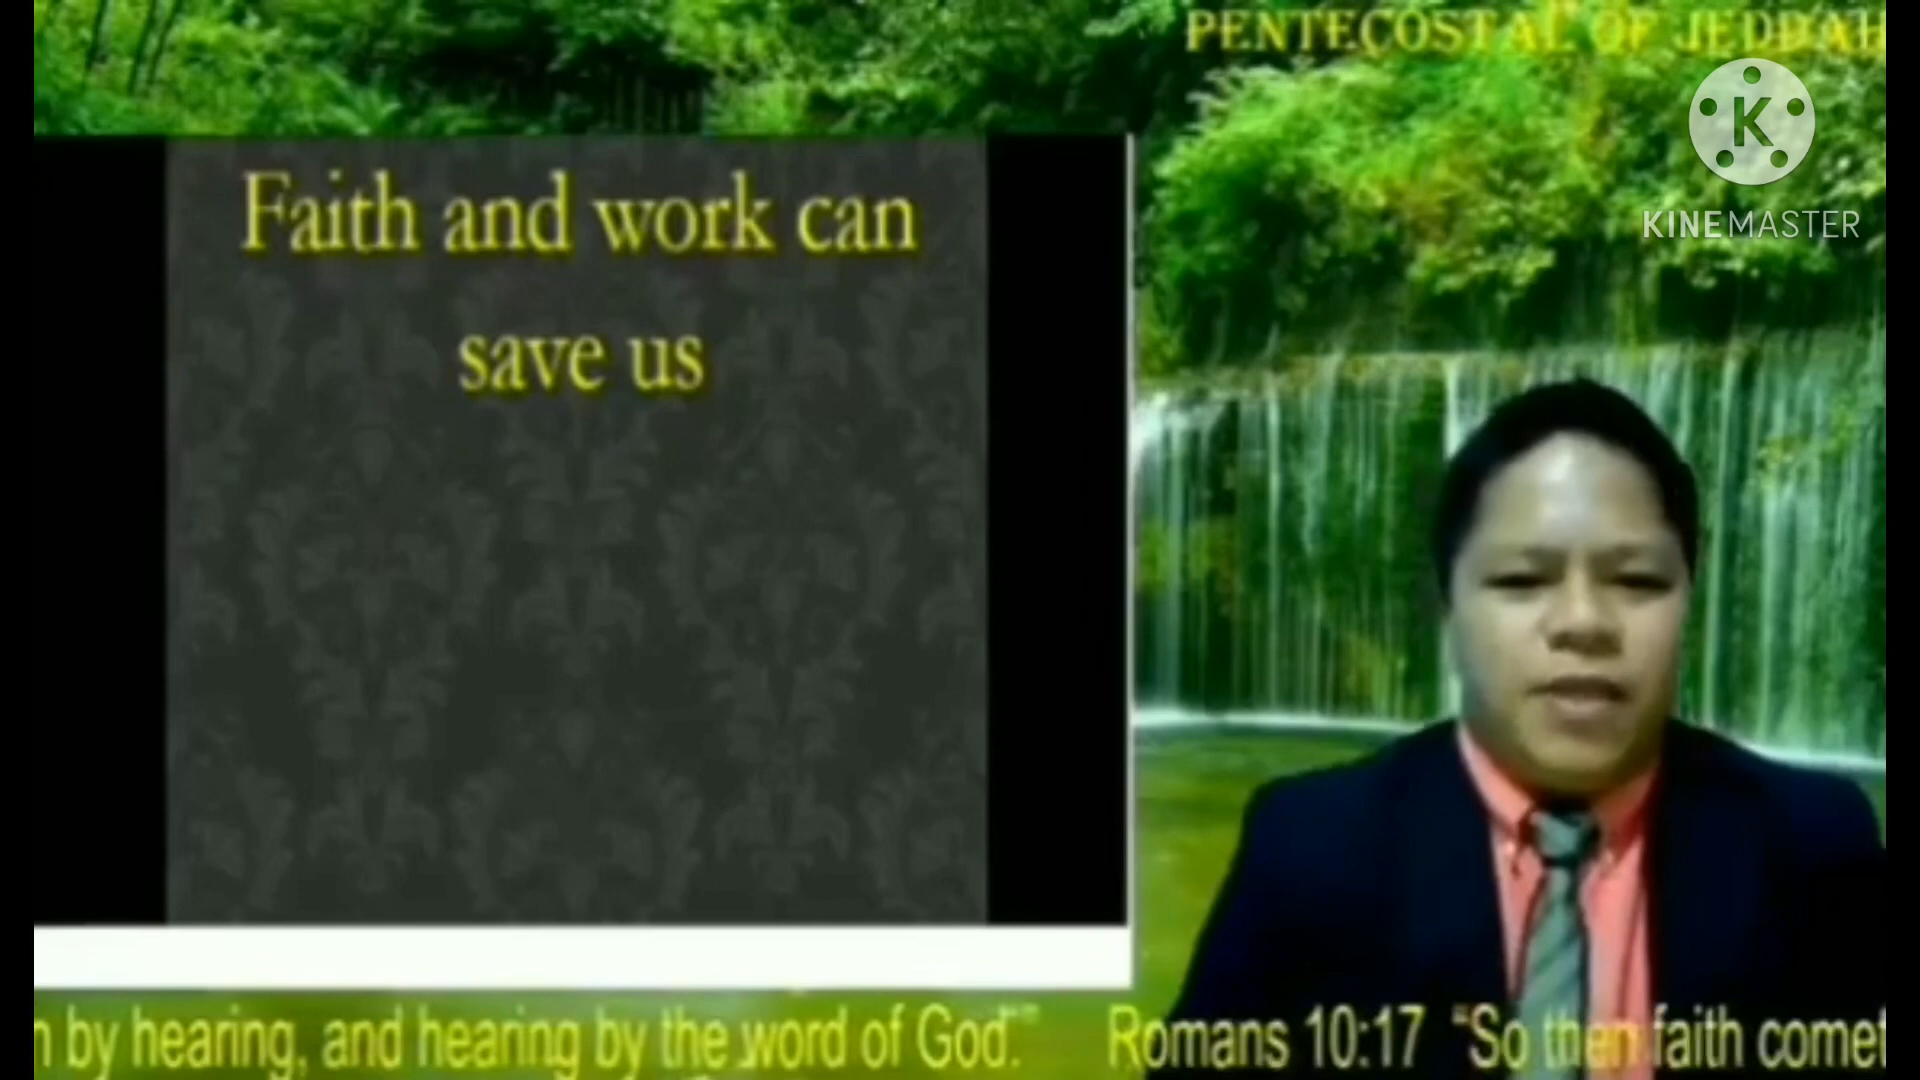 PENTECOSTAL OF JEDDAH
K
KINEMASTER
Faith and work can
save us
h by hearing, and hearing by the word of God.” Romans 10:17 “So then faith comet